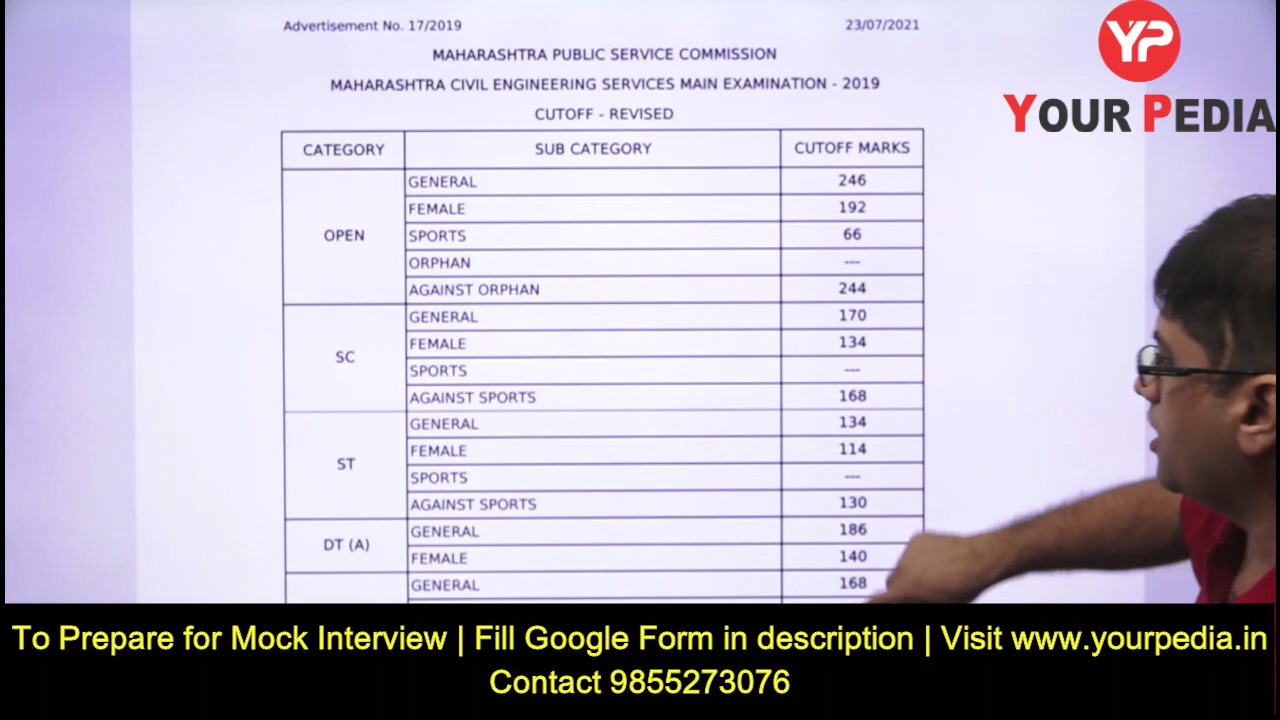 Advertisement No. 17/2019 23/07/2021
MAHARASHTRA PUBLIC SERVICE COMMISSION
MAHARASHTRA CIVIL ENGINEERING SERVICES MAIN EXAMINATION - 2019
CUTOFF - REVISED
CATEGORY SUB CATEGORY CUTOFF MARKS
OPEN
GENERAL 246
FEMALE 192
SPORTS 66
ORPHAN ---
AGAINST ORPHAN 244
SC
GENERAL 170
FEMALE 134
SPORTS ---
AGAINST SPORTS 168
ST
GENERAL 134
FEMALE 114
SPORTS ---
AGAINST SPORTS 130
DT (A)
GENERAL 186
FEMALE 140
GENERAL 168
YP
YOUR PEDIA
To Prepare for Mock Interview | Fill Google Form in description | Visit www.yourpedia.in
Contact 9855273076